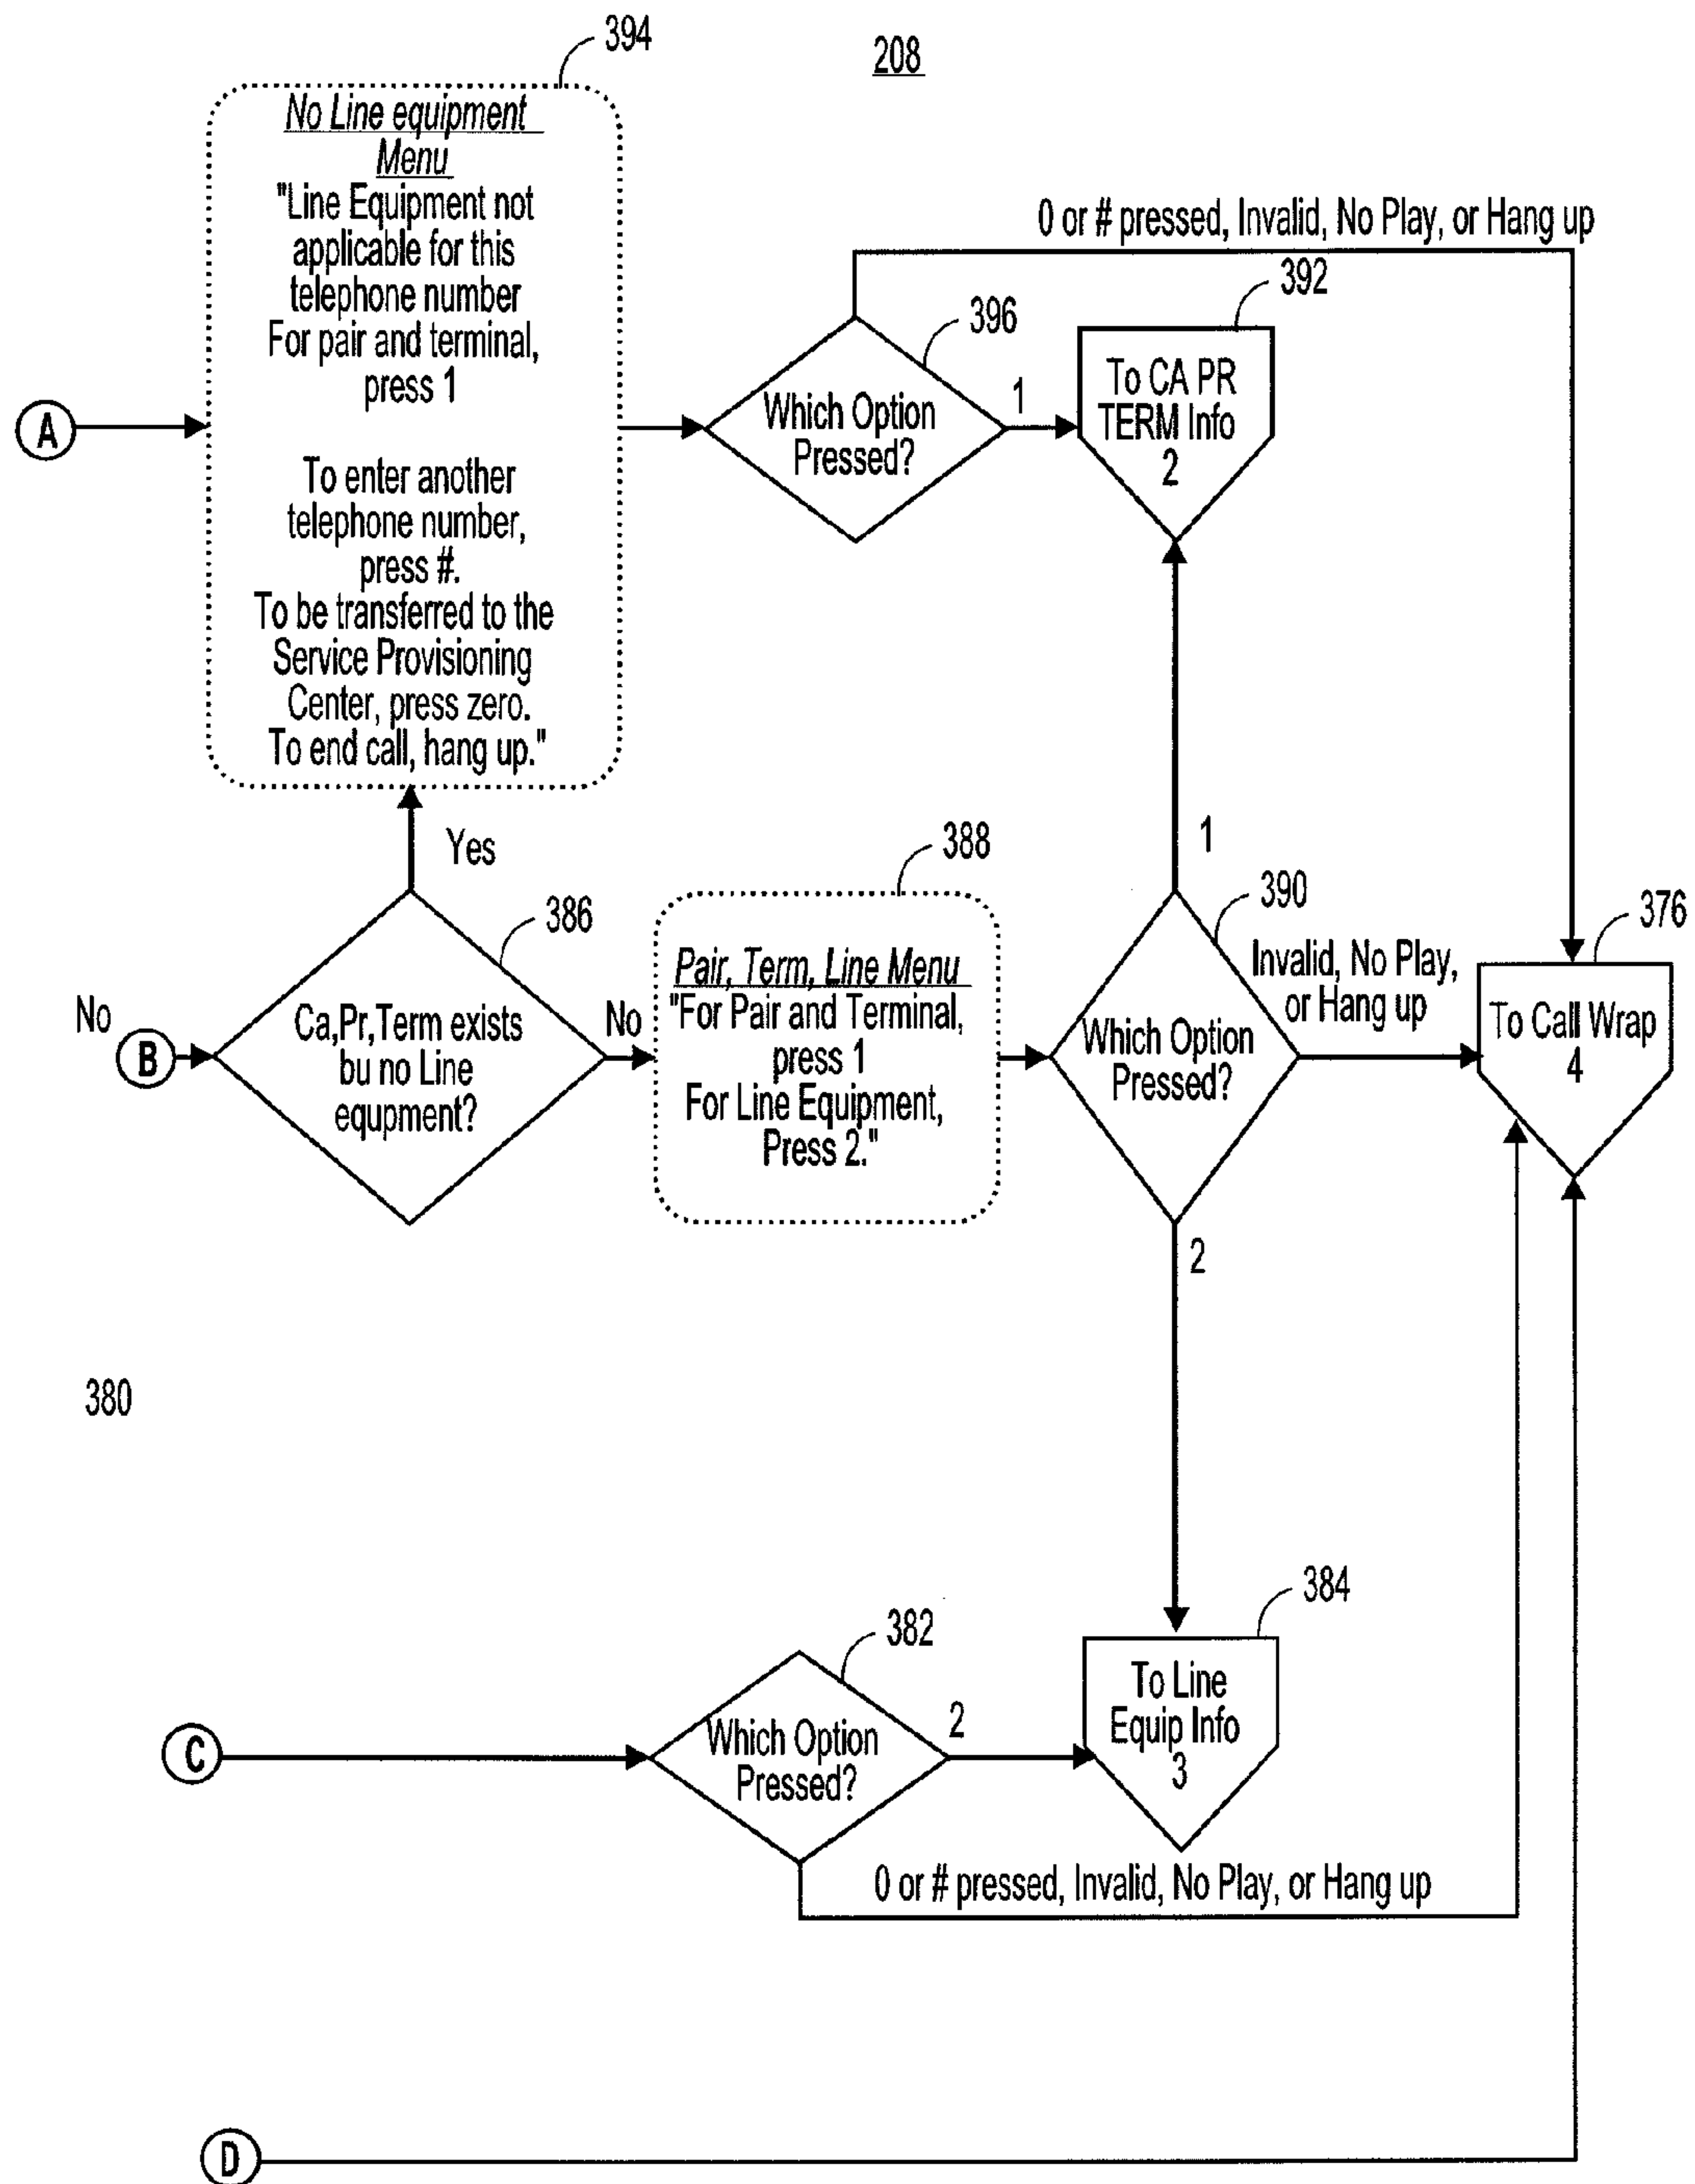 208
394
No Line equipment
Menu
"Line Equipment not
applicable for this
telephone number
For pair and terminal,
press 1
To enter another
telephone number,
press #.
To be transferred to the
Service Provisioning
Center, press zero.
To end call, hang up."
A
0 or # pressed, Invalid, No Play, or Hang up
396
Which Option
Pressed?
1
392
To CA PR
TERM Info
2
Yes
386
No
B
Ca,Pr,Term exists
bu no Line
equpment?
No
388
Pair, Term, Line Menu
"For Pair and Terminal,
press 1
For Line Equipment,
Press 2."
1
390
Which Option
Pressed?
Invalid, No Play,
or Hang up
376
To Call Wrap
4
2
380
C
382
Which Option
Pressed?
2
384
To Line
Equip Info
3
0 or # pressed, Invalid, No Play, or Hang up
D